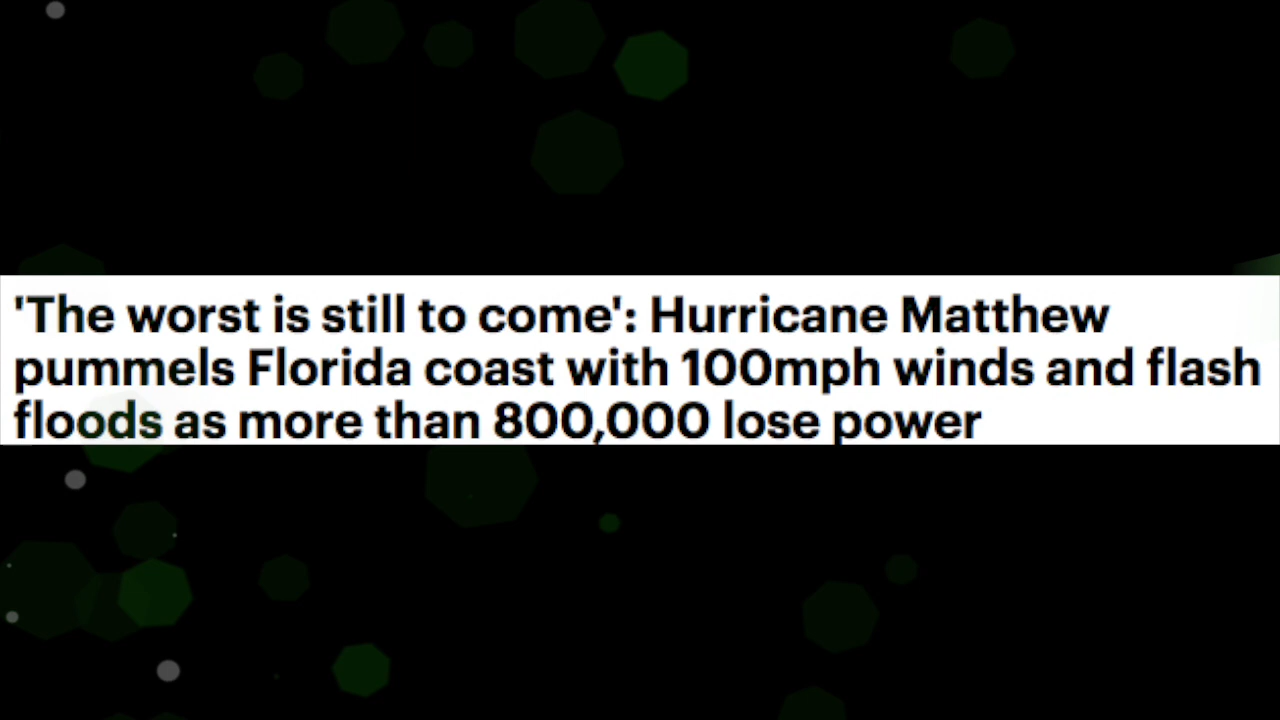 'The worst is still to come': Hurricane Matthew
pummels Florida coast with 100mph winds and flash
floods as more than 800,000 lose power